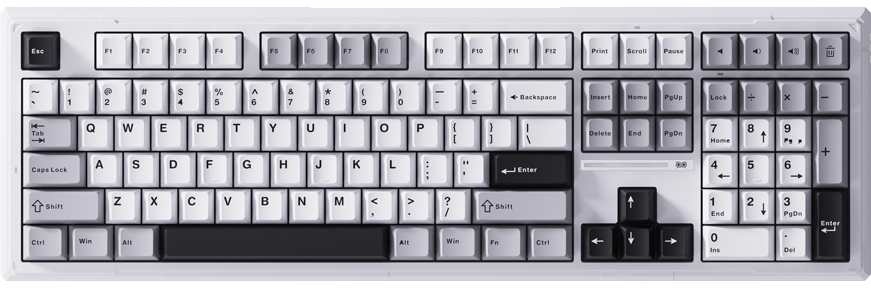 Esc F1 F2 F3 F4 F5 F6 F7 F8 F9 F10 F11 F12 Print Scroll Pause
~ ! @ # $ % ^ & * ( ) — +
` 1 2 3 4 5 6 7 8 9 0 - = Backspace Insert Home PgUp Lock ÷ × −
Tab Q W E R T Y U I O P { } |
[ ] \ Delete End PgDn 7 Home 8 ↑ 9 +
Caps Lock A S D F G H J K L : " Enter 4 ← 5 6 →
; '
Shift Z X C V B N M < > ? Shift ↑ 1 End 2 ↓ 3 PgDn Enter
, . /
Ctrl Win Alt Alt Win Fn Ctrl ← ↓ → 0 Ins . Del